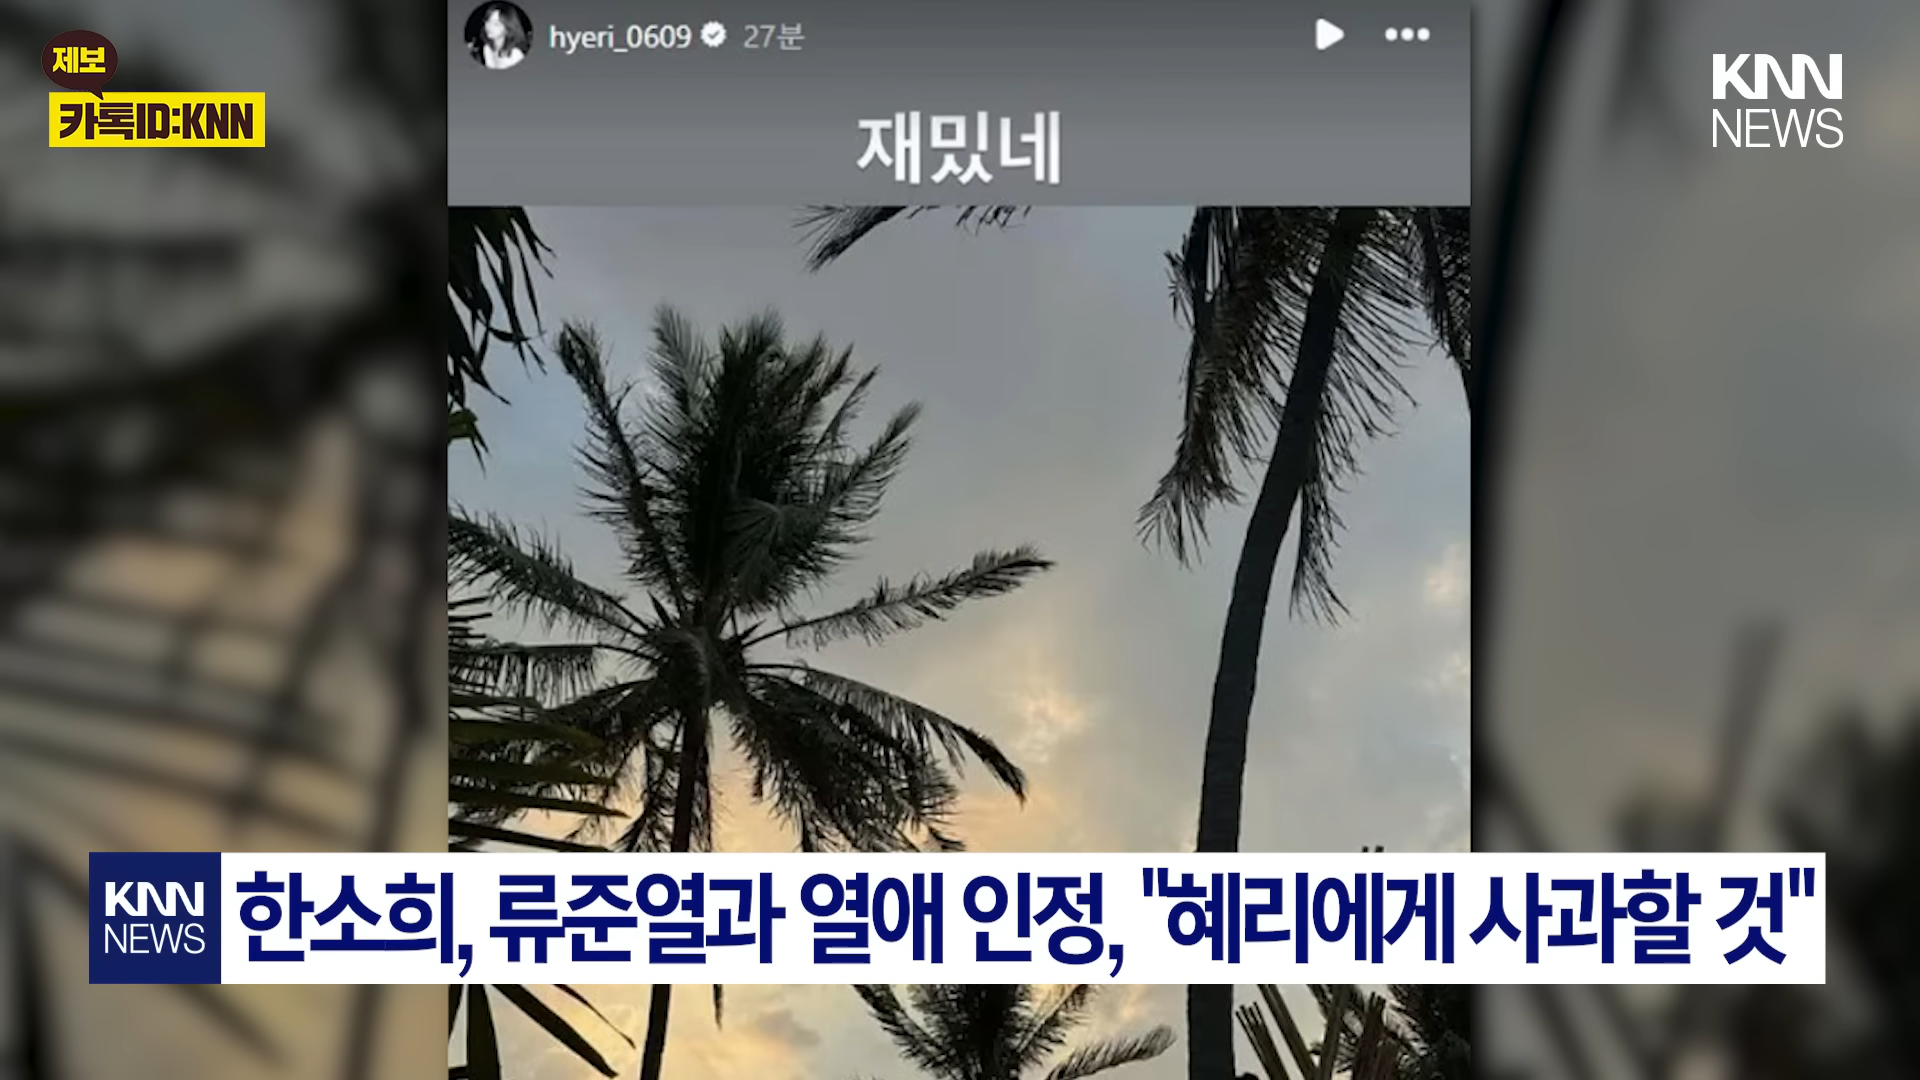 제보
카톡ID:KNN
hyeri_0609 27분
재밌네
KNN
NEWS
KNN
NEWS
한소희, 류준열과 열애 인정, "혜리에게 사과할 것"